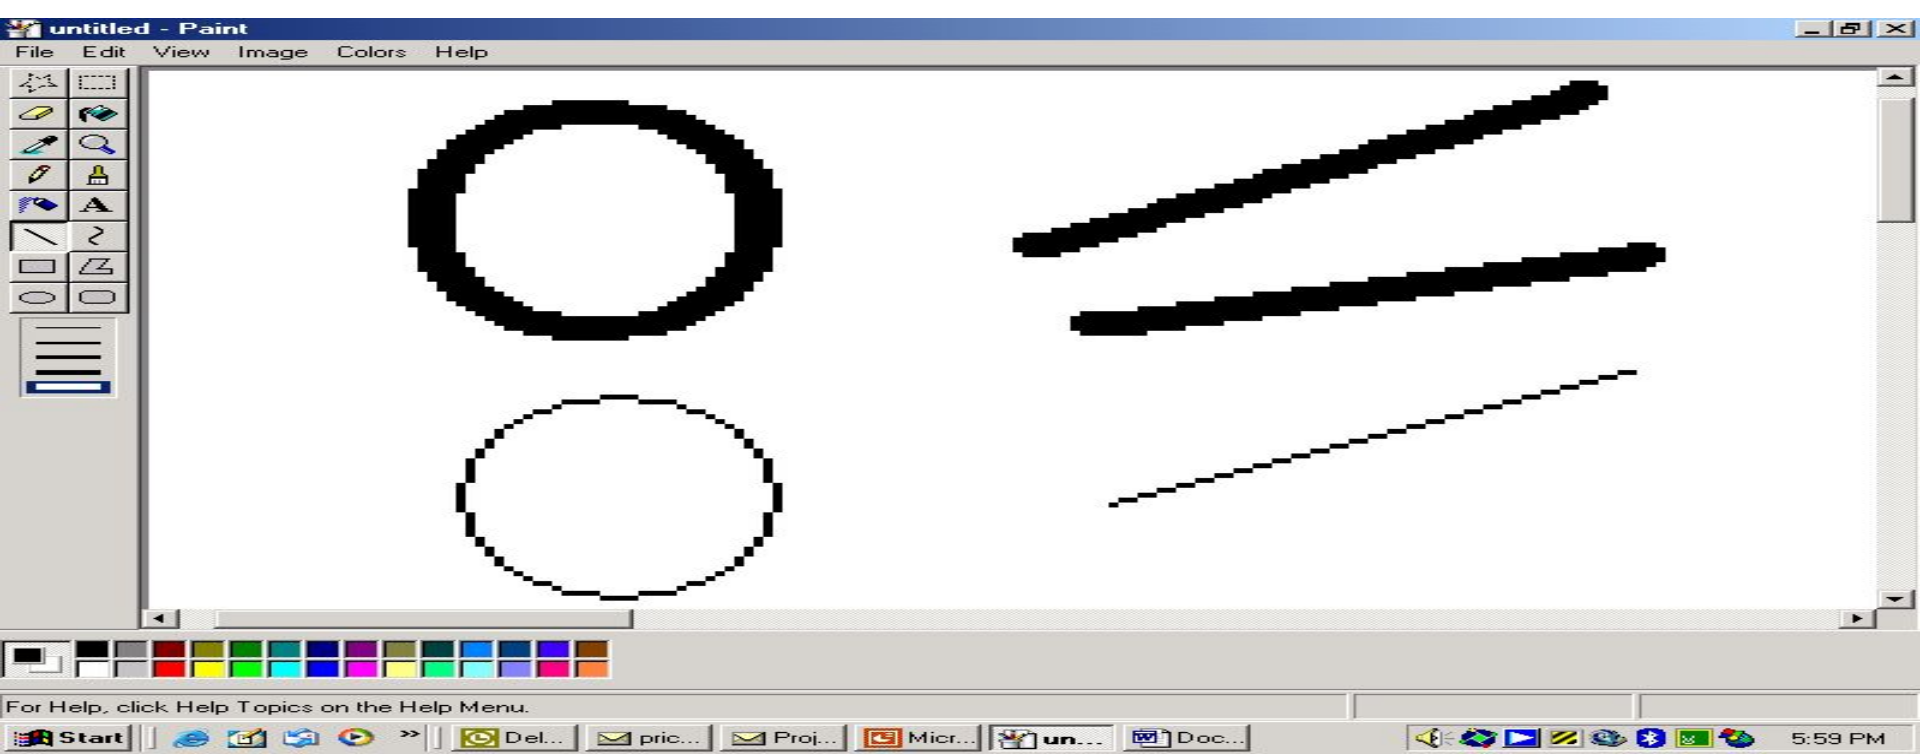 untitled - Paint
File Edit View Image Colors Help
A
For Help, click Help Topics on the Help Menu.
Start » Del... pric... Proj... Micr... un... Doc... 5:59 PM